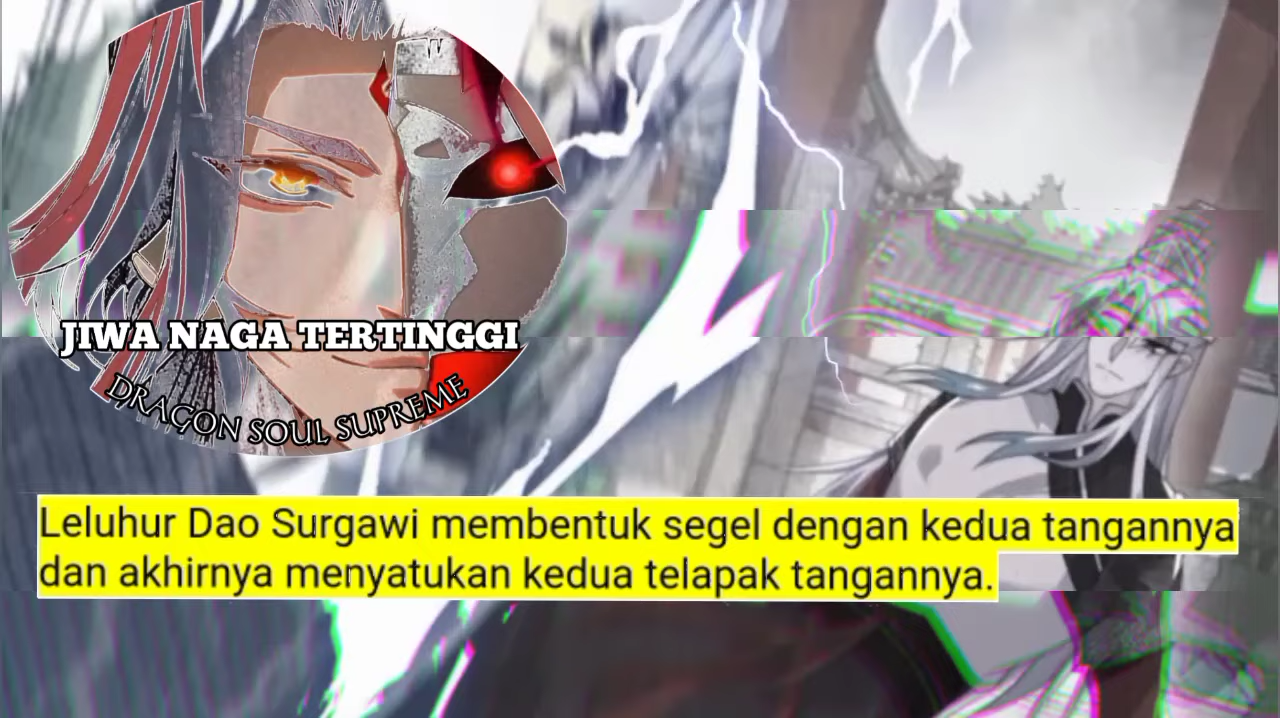 JIWA NAGA TERTINGGI
DRAGON SOUL SUPREME
Leluhur Dao Surgawi membentuk segel dengan kedua tangannya
dan akhirnya menyatukan kedua telapak tangannya.